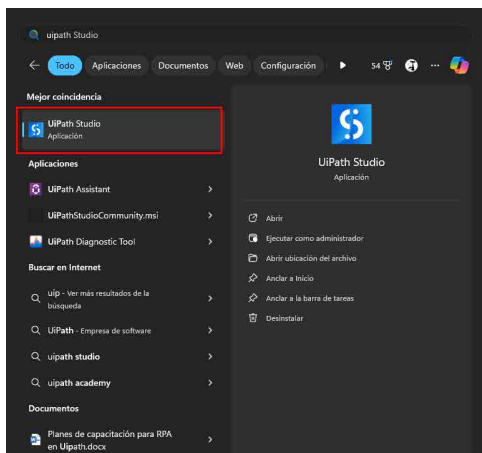 uipath Studio
Todo Aplicaciones Documentos Web Configuración 54
Mejor coincidencia
UiPath Studio
Aplicación
Aplicaciones
UiPath Assistant
UiPathStudioCommunity.msi
UiPath Diagnostic Tool
Buscar en Internet
uip - Ver más resultados de la
búsqueda
UiPath - Empresa de software
uipath studio
uipath academy
Documentos
Planes de capacitación para RPA
en Uipath.docx
UiPath Studio
Aplicación
Abrir
Ejecutar como administrador
Abrir ubicación del archivo
Anclar a Inicio
Anclar a la barra de tareas
Desinstalar